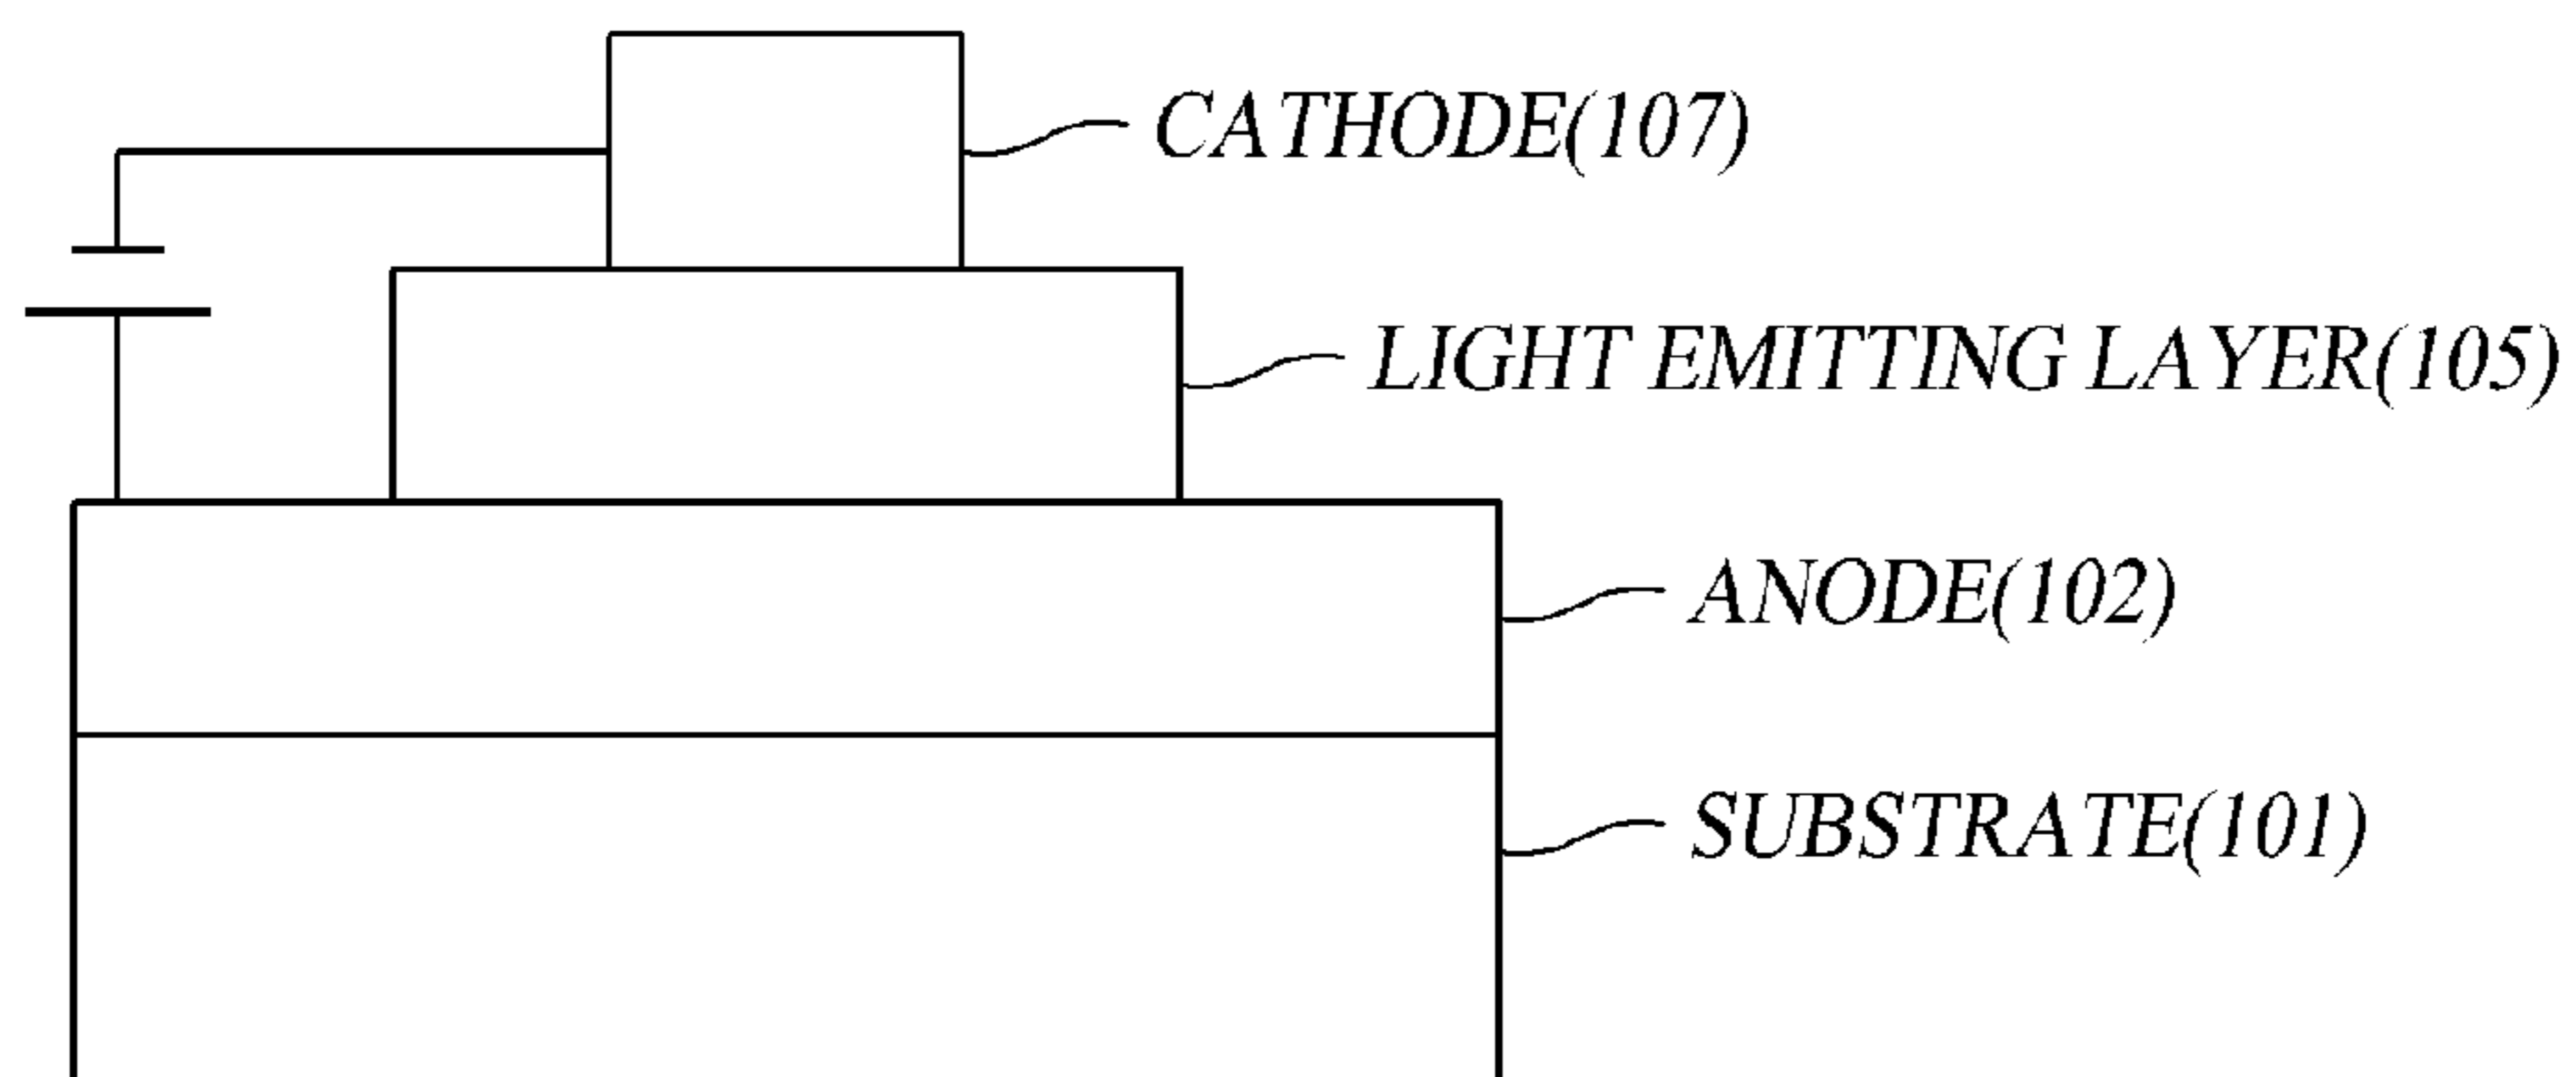 CATHODE(107)
LIGHT EMITTING LAYER(105)
ANODE(102)
SUBSTRATE(101)